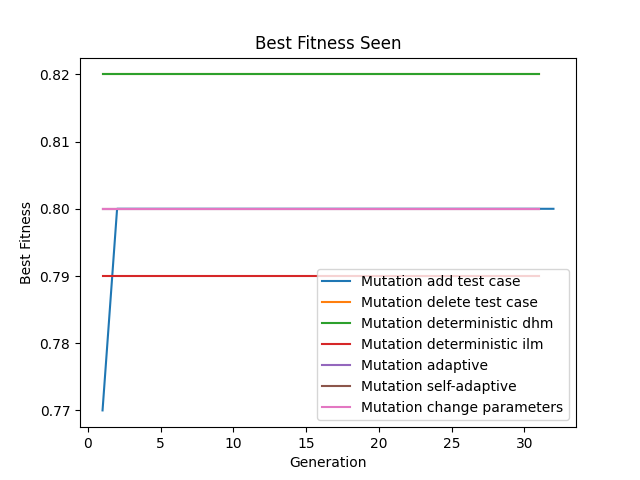 Best Fitness Seen
0.82
0.81
0.80
0.79
0.78
0.77
Best Fitness
Mutation add test case
Mutation delete test case
Mutation deterministic dhm
Mutation deterministic ilm
Mutation adaptive
Mutation self-adaptive
Mutation change parameters
0 5 10 15 20 25 30
Generation